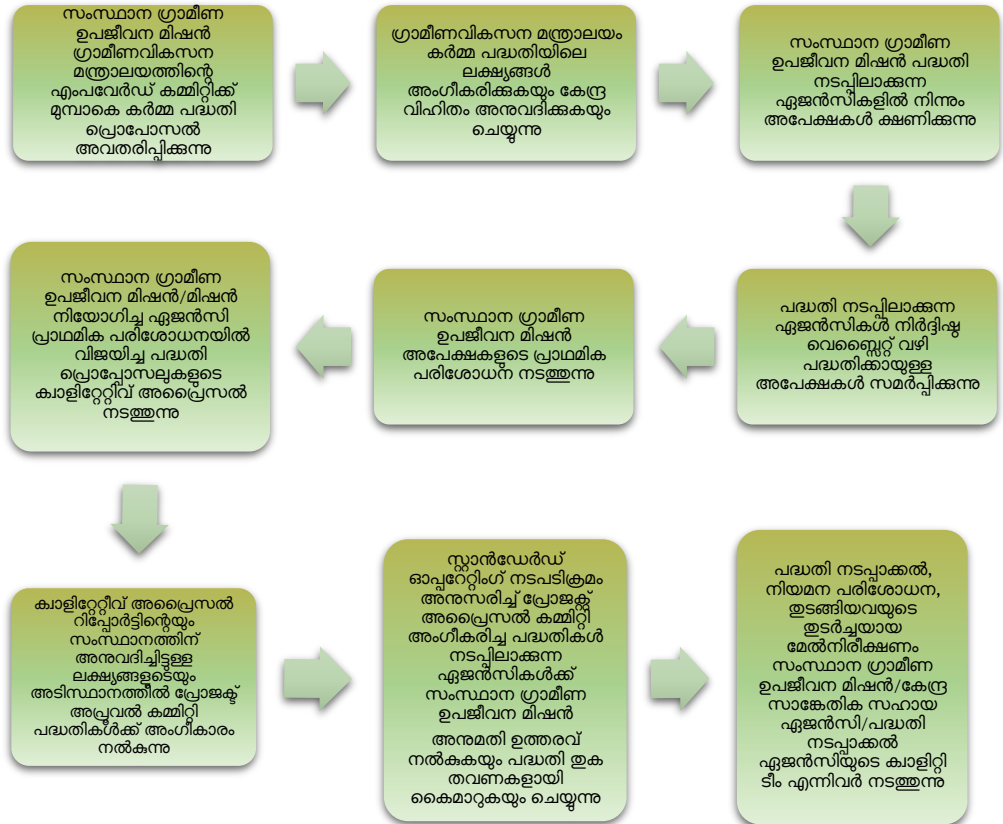 സംസ്ഥാന ഗ്രാമീണ
ഉപജീവന മിഷൻ
ഗ്രാമീണവികസന
മന്ത്രാലയത്തിന്റെ
എംപവേർഡ് കമ്മിറ്റിക്ക്
മുമ്പാകെ കർമ്മ പദ്ധതി
പ്രൊപോസൽ
അവതരിപ്പിക്കുന്നു
ഗ്രാമീണവികസന മന്ത്രാലയം
കർമ്മ പദ്ധതിയിലെ
ലക്ഷ്യങ്ങൾ
അംഗീകരിക്കുകയും കേന്ദ്ര
വിഹിതം അനുവദിക്കുകയും
ചെയ്യുന്നു
സംസ്ഥാന ഗ്രാമീണ
ഉപജീവന മിഷൻ പദ്ധതി
നടപ്പിലാക്കുന്ന
ഏജൻസികളിൽ നിന്നും
അപേക്ഷകൾ ക്ഷണിക്കുന്നു
പദ്ധതി നടപ്പിലാക്കുന്ന
ഏജൻസികൾ നിർദ്ദിഷ്ഠ
വെബ്സൈറ്റ് വഴി
പദ്ധതിക്കായുള്ള
അപേക്ഷകൾ സമർപ്പിക്കുന്നു
സംസ്ഥാന ഗ്രാമീണ
ഉപജീവന മിഷൻ
അപേക്ഷകളുടെ പ്രാഥമിക
പരിശോധന നടത്തുന്നു
സംസ്ഥാന ഗ്രാമീണ
ഉപജീവന മിഷൻ/മിഷൻ
നിയോഗിച്ച ഏജൻസി
പ്രാഥമിക പരിശോധനയിൽ
വിജയിച്ച പദ്ധതി
പ്രൊപ്പോസലുകളുടെ
ക്വാളിറ്റേറ്റിവ് അപ്രൈസൽ
നടത്തുന്നു
ക്വാളിറ്റേറ്റീവ് അപ്രൈസൽ
റിപ്പോർട്ടിന്റെയും
സംസ്ഥാനത്തിന്
അനുവദിച്ചിട്ടുള്ള
ലക്ഷ്യങ്ങളുടെയും
അടിസ്ഥാനത്തിൽ പ്രോജക്ട്
അപ്രൂവൽ കമ്മിറ്റി
പദ്ധതികൾക്ക് അംഗീകാരം
നൽകുന്നു
സ്റ്റാൻഡേർഡ്
ഓപ്പറേറ്റിംഗ് നടപടിക്രമം
അനുസരിച്ച് പ്രോജക്റ്റ്
അപ്രൈസൽ കമ്മിറ്റി
അംഗീകരിച്ച പദ്ധതികൾ
നടപ്പിലാക്കുന്ന
ഏജൻസികൾക്ക്
സംസ്ഥാന ഗ്രാമീണ
ഉപജീവന മിഷൻ
അനുമതി ഉത്തരവ്
നൽകുകയും പദ്ധതി തുക
തവണകളായി
കൈമാറുകയും ചെയ്യുന്നു
പദ്ധതി നടപ്പാക്കൽ,
നിയമന പരിശോധന,
തുടങ്ങിയവയുടെ
തുടർച്ചയായ
മേൽനിരീക്ഷണം
സംസ്ഥാന ഗ്രാമീണ
ഉപജീവന മിഷൻ/കേന്ദ്ര
സാങ്കേതിക സഹായ
ഏജൻസി/പദ്ധതി
നടപ്പാക്കൽ
ഏജൻസിയുടെ ക്വാളിറ്റി
ടീം എന്നിവർ നടത്തുന്നു